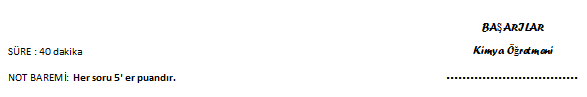 BAŞARILAR
SÜRE : 40 dakika
Kimya Öğretmeni
NOT BAREMİ: Her soru 5' er puandır.